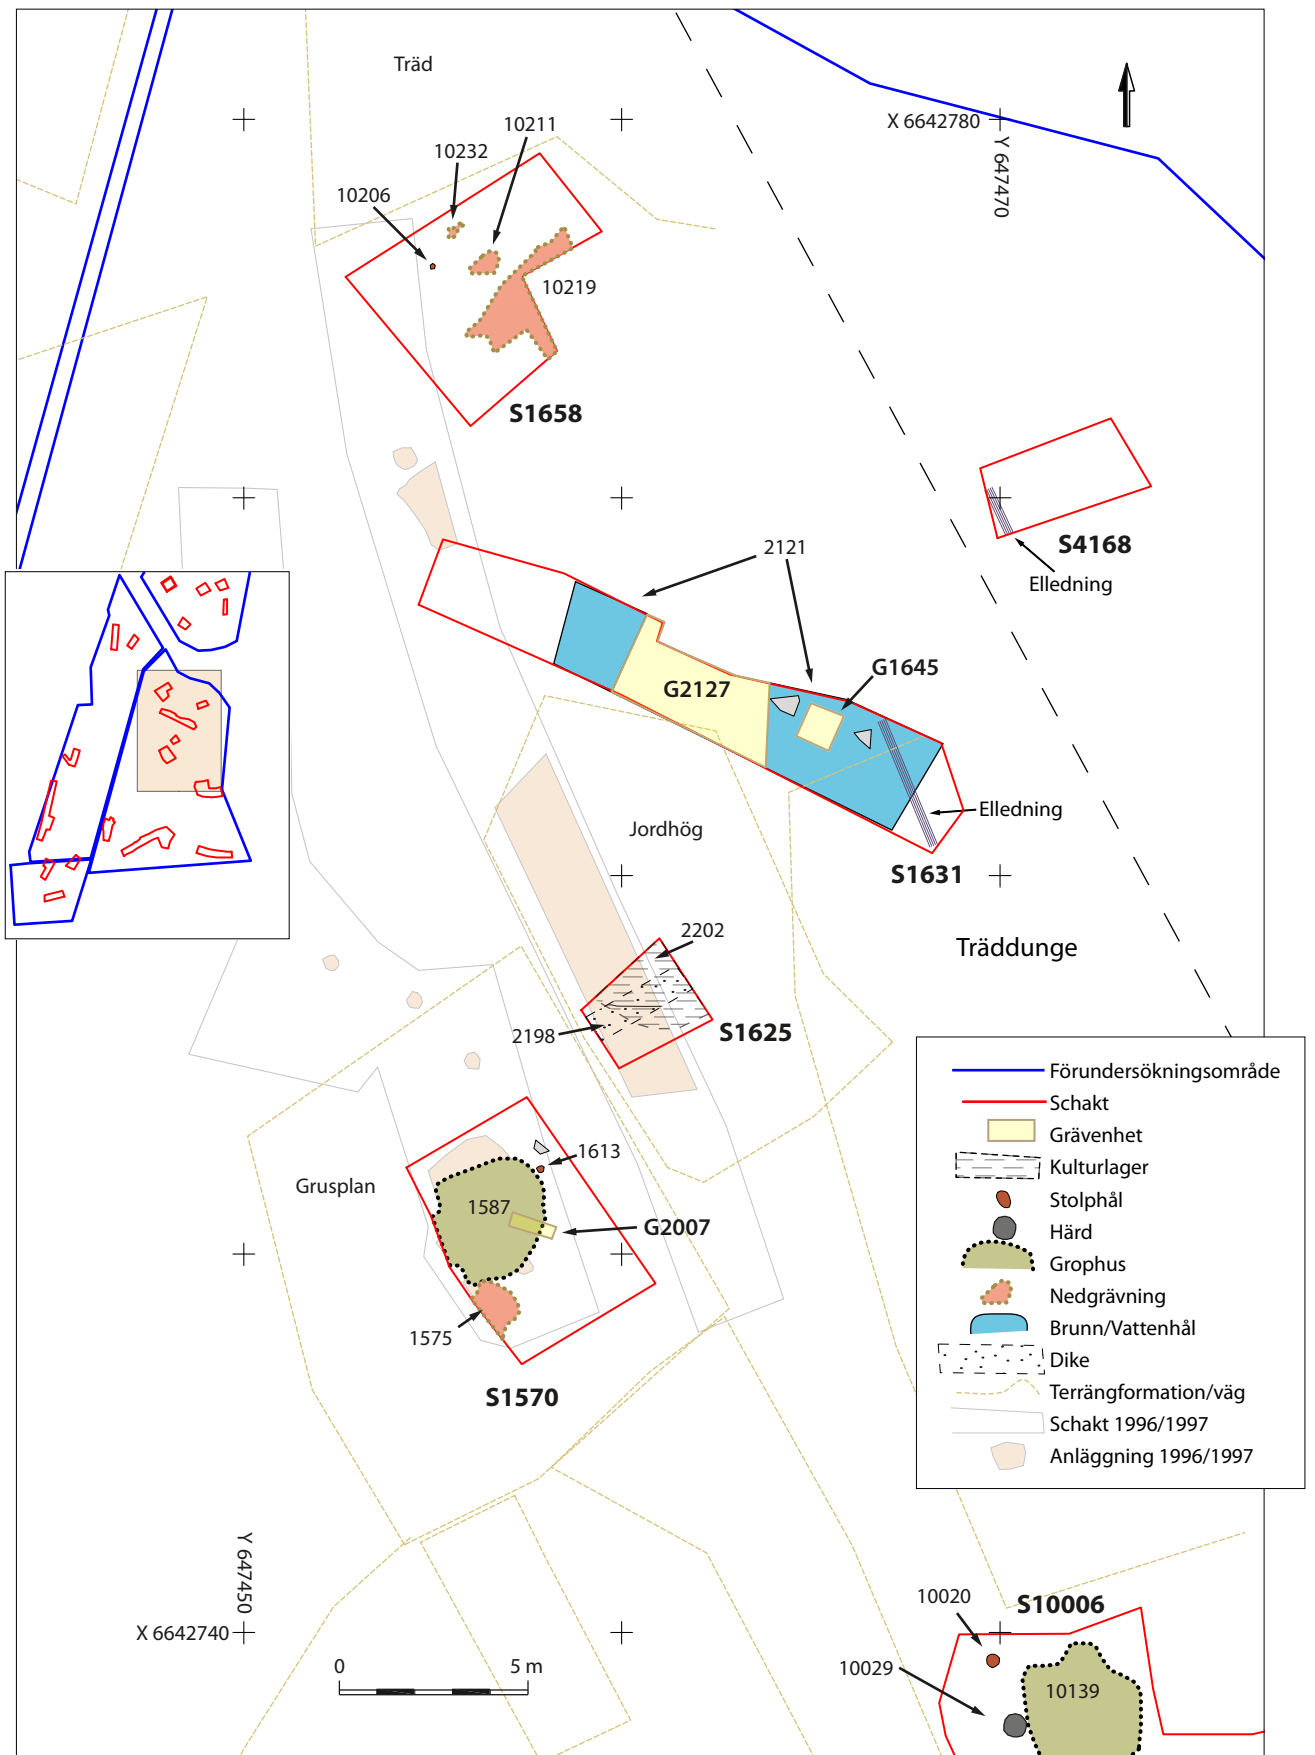 Träd
X 6642780
Y 647470
10211
10232
10206
10219
S1658
S4168
Elledning
2121
G1645
G2127
Elledning
Jordhög
S1631
2202
Träddunge
2198
S1625
1613
Grusplan
1587
G2007
1575
S1570
Förundersökningsområde
Schakt
Grävenhet
Kulturlager
Stolphål
Härd
Grophus
Nedgrävning
Brunn/Vattenhål
Dike
Terrängformation/väg
Schakt 1996/1997
Anläggning 1996/1997
Y 647450
X 6642740
0 5 m
10020
S10006
10029
10139